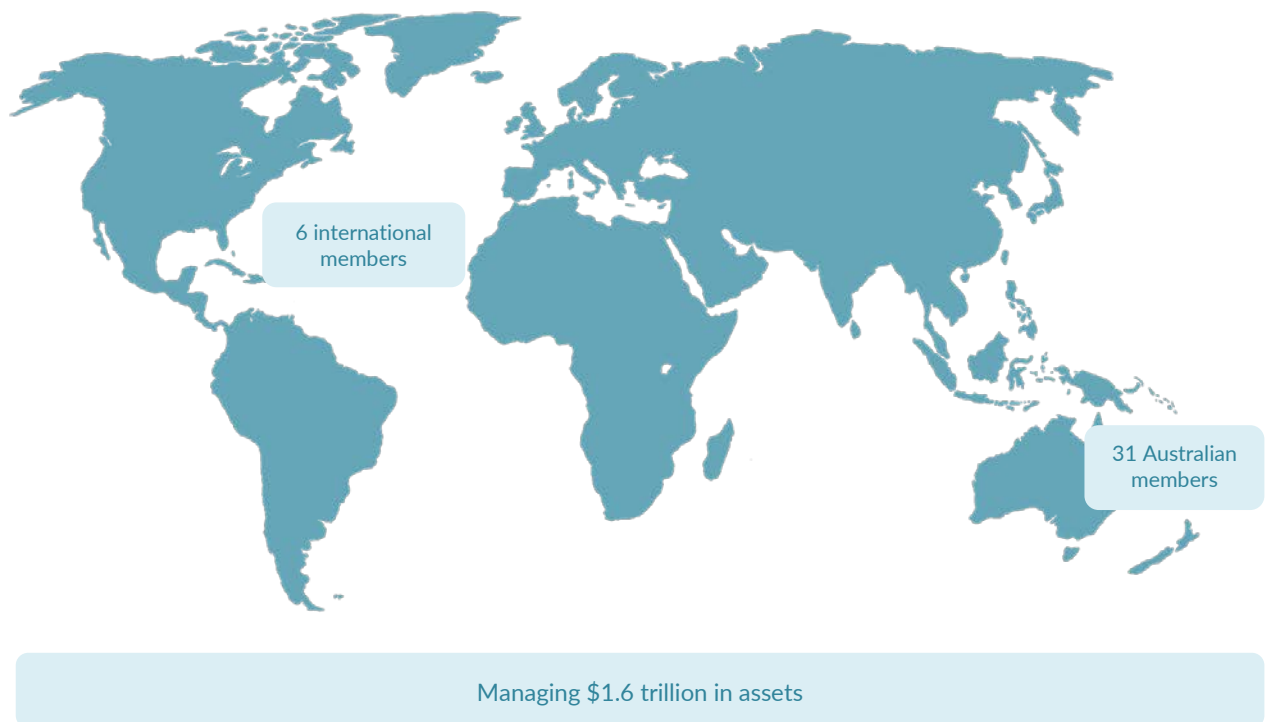 6 international
members
31 Australian
members
Managing $1.6 trillion in assets